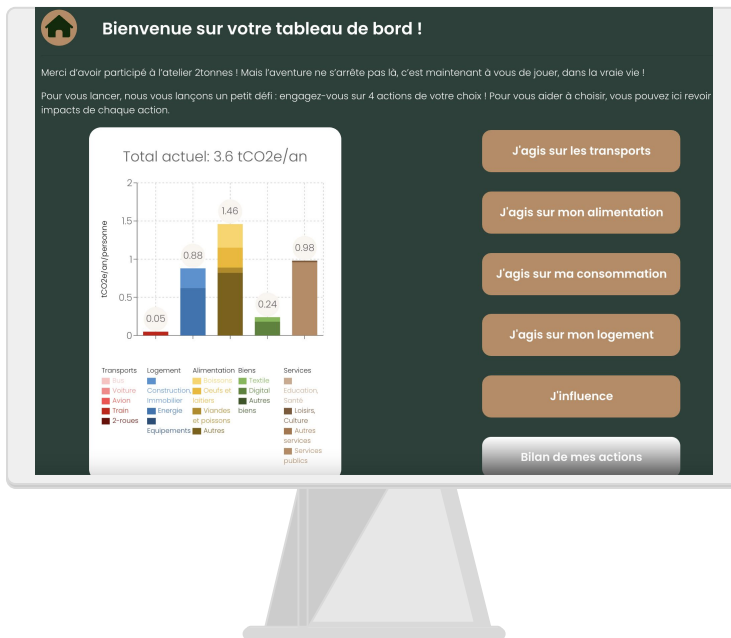 Bienvenue sur votre tableau de bord !
Merci d'avoir participé à l'atelier 2tonnes ! Mais l'aventure ne s'arrête pas là, c'est maintenant à vous de jouer, dans la vraie vie !
Pour vous lancer, nous vous lançons un petit défi : engagez-vous sur 4 actions de votre choix ! Pour vous aider à choisir, vous pouvez ici revoir
impacts de chaque action.
Total actuel: 3.6 tCO2e/an
tCO2e/an/personne
2
1.5
1
0.5
0
0.05
0.88
1.46
0.24
0.98
Transports
Bus
Voiture
Avion
Train
2-roues
Logement
Construction,
Immobilier
Energie
Equipements
Alimentation
Boissons
Oeufs et
laitiers
Viandes
et poissons
Autres
Biens
Textile
Digital
Autres
biens
Services
Education,
Santé
Loisirs,
Culture
Autres
services
Services
publics
J'agis sur les transports
J'agis sur mon alimentation
J'agis sur ma consommation
J'agis sur mon logement
J'influence
Bilan de mes actions